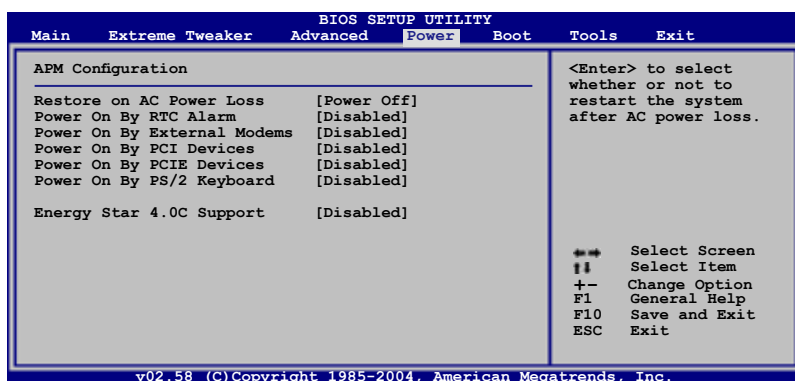 BIOS SETUP UTILITY
Main Extreme Tweaker Advanced Power Boot Tools Exit
APM Configuration
Restore on AC Power Loss [Power Off]
Power On By RTC Alarm [Disabled]
Power On By External Modems [Disabled]
Power On By PCI Devices [Disabled]
Power On By PCIE Devices [Disabled]
Power On By PS/2 Keyboard [Disabled]
Energy Star 4.0C Support [Disabled]
<Enter> to select
whether or not to
restart the system
after AC power loss.
←→ Select Screen
↑↓ Select Item
+- Change Option
F1 General Help
F10 Save and Exit
ESC Exit
v02.58 (C)Copyright 1985-2004, American Megatrends, Inc.